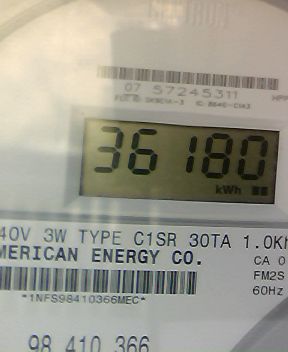 07 57245311
36180
kWh
40V 3W TYPE C1SR 30TA 1.0Kh
MERICAN ENERGY CO.
CA 0
FM2S
60Hz
*1NFS98410366MEC*
98 410 366